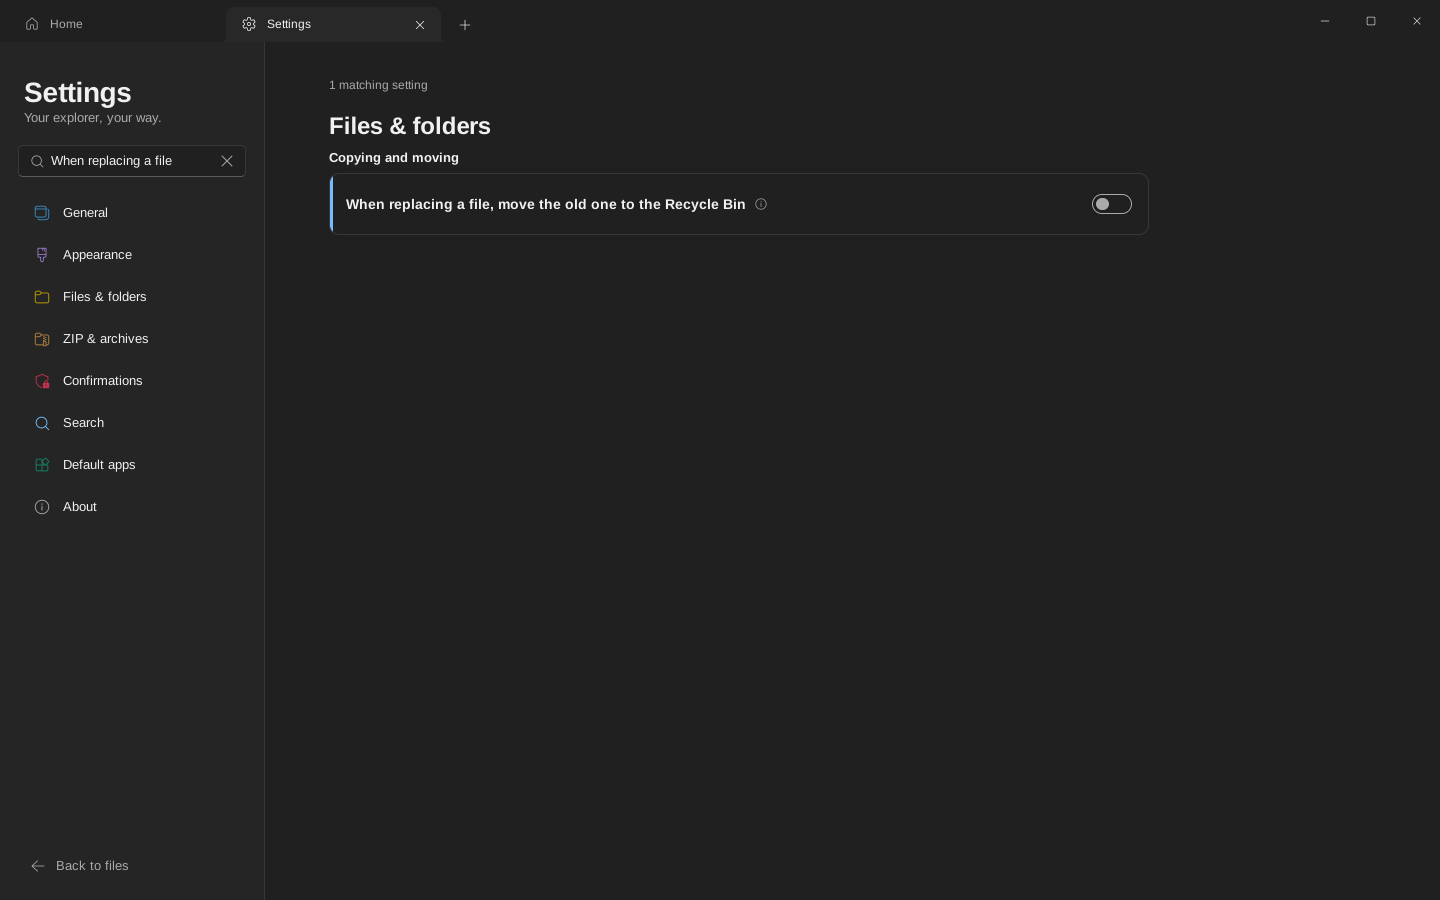 Home
Settings
Settings
Your explorer, your way.
When replacing a file
General
Appearance
Files & folders
ZIP & archives
Confirmations
Search
Default apps
About
Back to files
1 matching setting
Files & folders
Copying and moving
When replacing a file, move the old one to the Recycle Bin